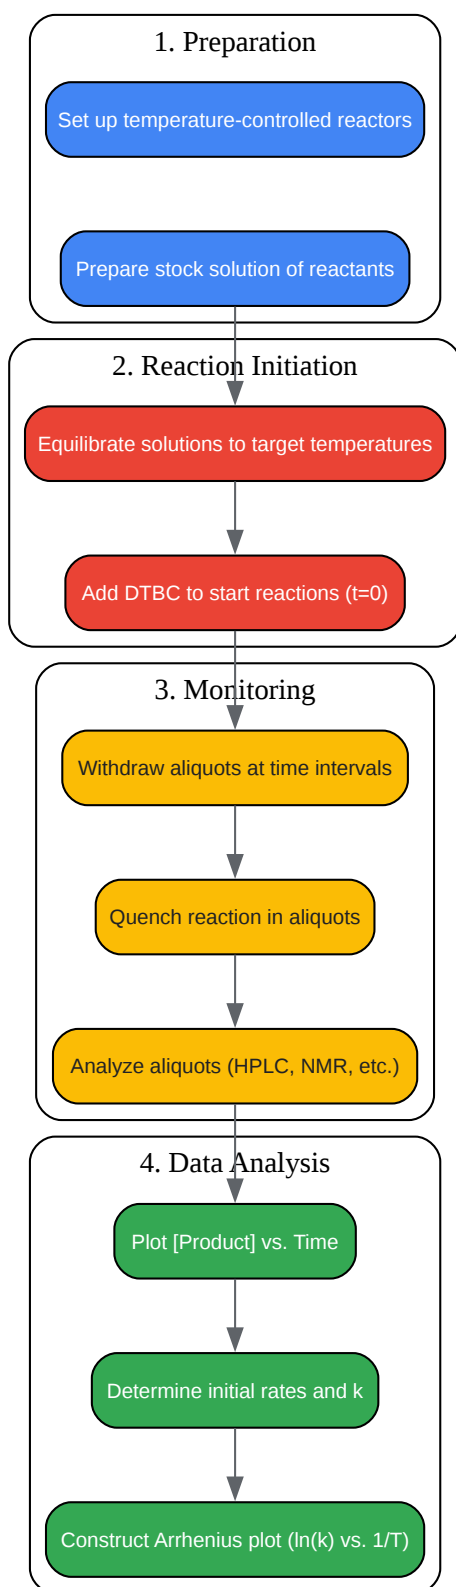 1. Preparation
Set up temperature-controlled reactors
Prepare stock solution of reactants
2. Reaction Initiation
Equilibrate solutions to target temperatures
Add DTBC to start reactions (t=0)
3. Monitoring
Withdraw aliquots at time intervals
Quench reaction in aliquots
Analyze aliquots (HPLC, NMR, etc.)
4. Data Analysis
Plot [Product] vs. Time
Determine initial rates and k
Construct Arrhenius plot (ln(k) vs. 1/T)